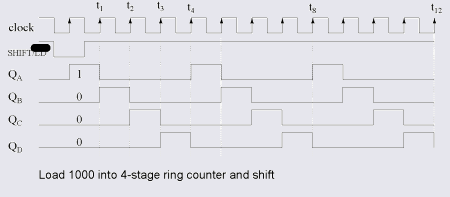 t1 t2 t3 t4 t8 t12
clock
SHIFT/LD
QA 1
QB 0
QC 0
QD 0
Load 1000 into 4-stage ring counter and shift